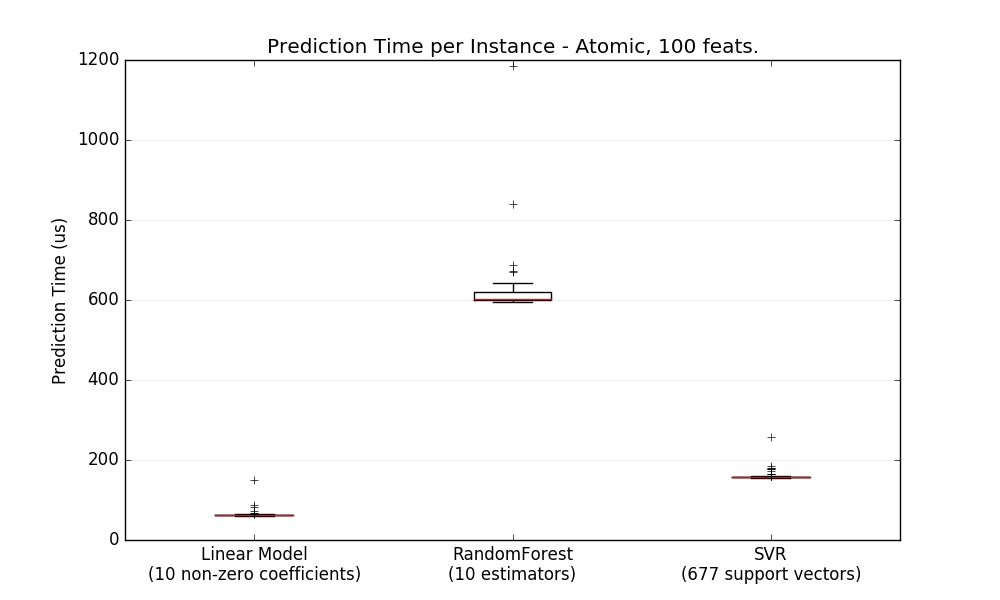 Prediction Time per Instance - Atomic, 100 feats.
1200
1000
800
600
400
200
0
Prediction Time (us)
Linear Model
(10 non-zero coefficients)
RandomForest
(10 estimators)
SVR
(677 support vectors)